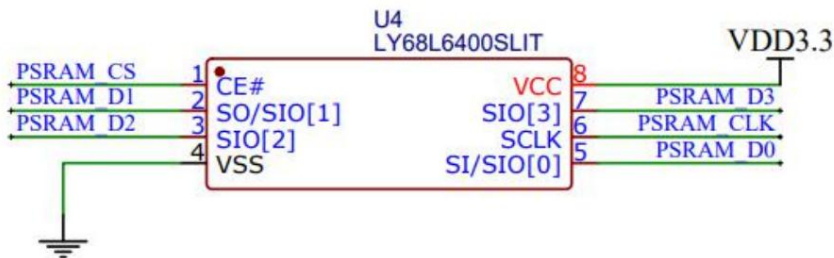 U4
LY68L6400SLIT
VDD3.3
PSRAM_CS 1 CE# VCC 8
PSRAM_D1 2 SO/SIO[1] SIO[3] 7 PSRAM_D3
PSRAM_D2 3 SIO[2] SCLK 6 PSRAM_CLK
4 VSS SI/SIO[0] 5 PSRAM_D0